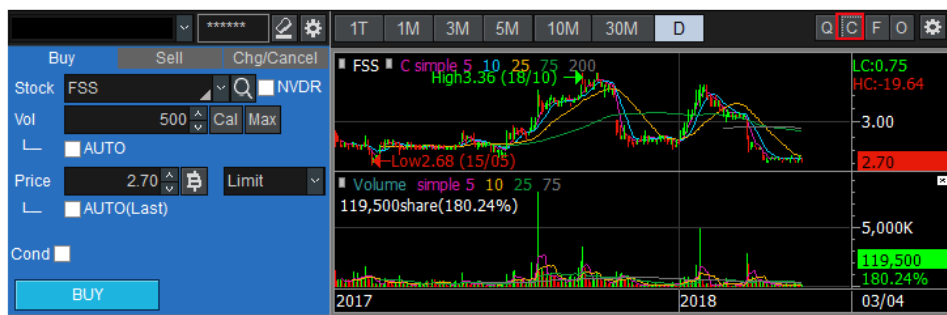 ******
Buy Sell Chg/Cancel
Stock FSS NVDR
Vol 500 Cal Max
AUTO
Price 2.70 Limit
AUTO(Last)
Cond
BUY
1T 1M 3M 5M 10M 30M D Q C F O
FSS C simple 5 10 25 75 200
High3.36 (18/10)
LC:0.75
HC:-19.64
3.00
Low2.68 (15/05)
2.70
Volume simple 5 10 25 75
119,500share(180.24%)
5,000K
119,500
180.24%
2017 2018 03/04